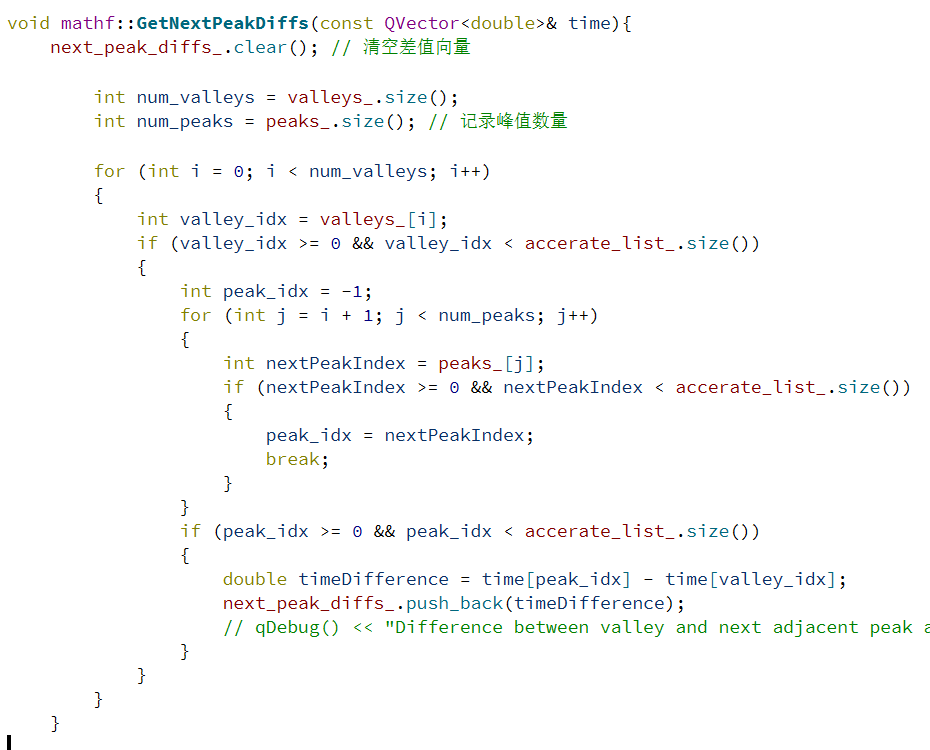 void mathf::GetNextPeakDiffs(const QVector<double>& time){
    next_peak_diffs_.clear(); // 清空差值向量
        int num_valleys = valleys_.size();
        int num_peaks = peaks_.size(); // 记录峰值数量
        for (int i = 0; i < num_valleys; i++)
        {
            int valley_idx = valleys_[i];
            if (valley_idx >= 0 && valley_idx < accerate_list_.size())
            {
                int peak_idx = -1;
                for (int j = i + 1; j < num_peaks; j++)
                {
                    int nextPeakIndex = peaks_[j];
                    if (nextPeakIndex >= 0 && nextPeakIndex < accerate_list_.size())
                    {
                        peak_idx = nextPeakIndex;
                        break;
                    }
                }
                if (peak_idx >= 0 && peak_idx < accerate_list_.size())
                {
                    double timeDifference = time[peak_idx] - time[valley_idx];
                    next_peak_diffs_.push_back(timeDifference);
                    // qDebug() << "Difference between valley and next adjacent peak
                }
            }
        }
    }